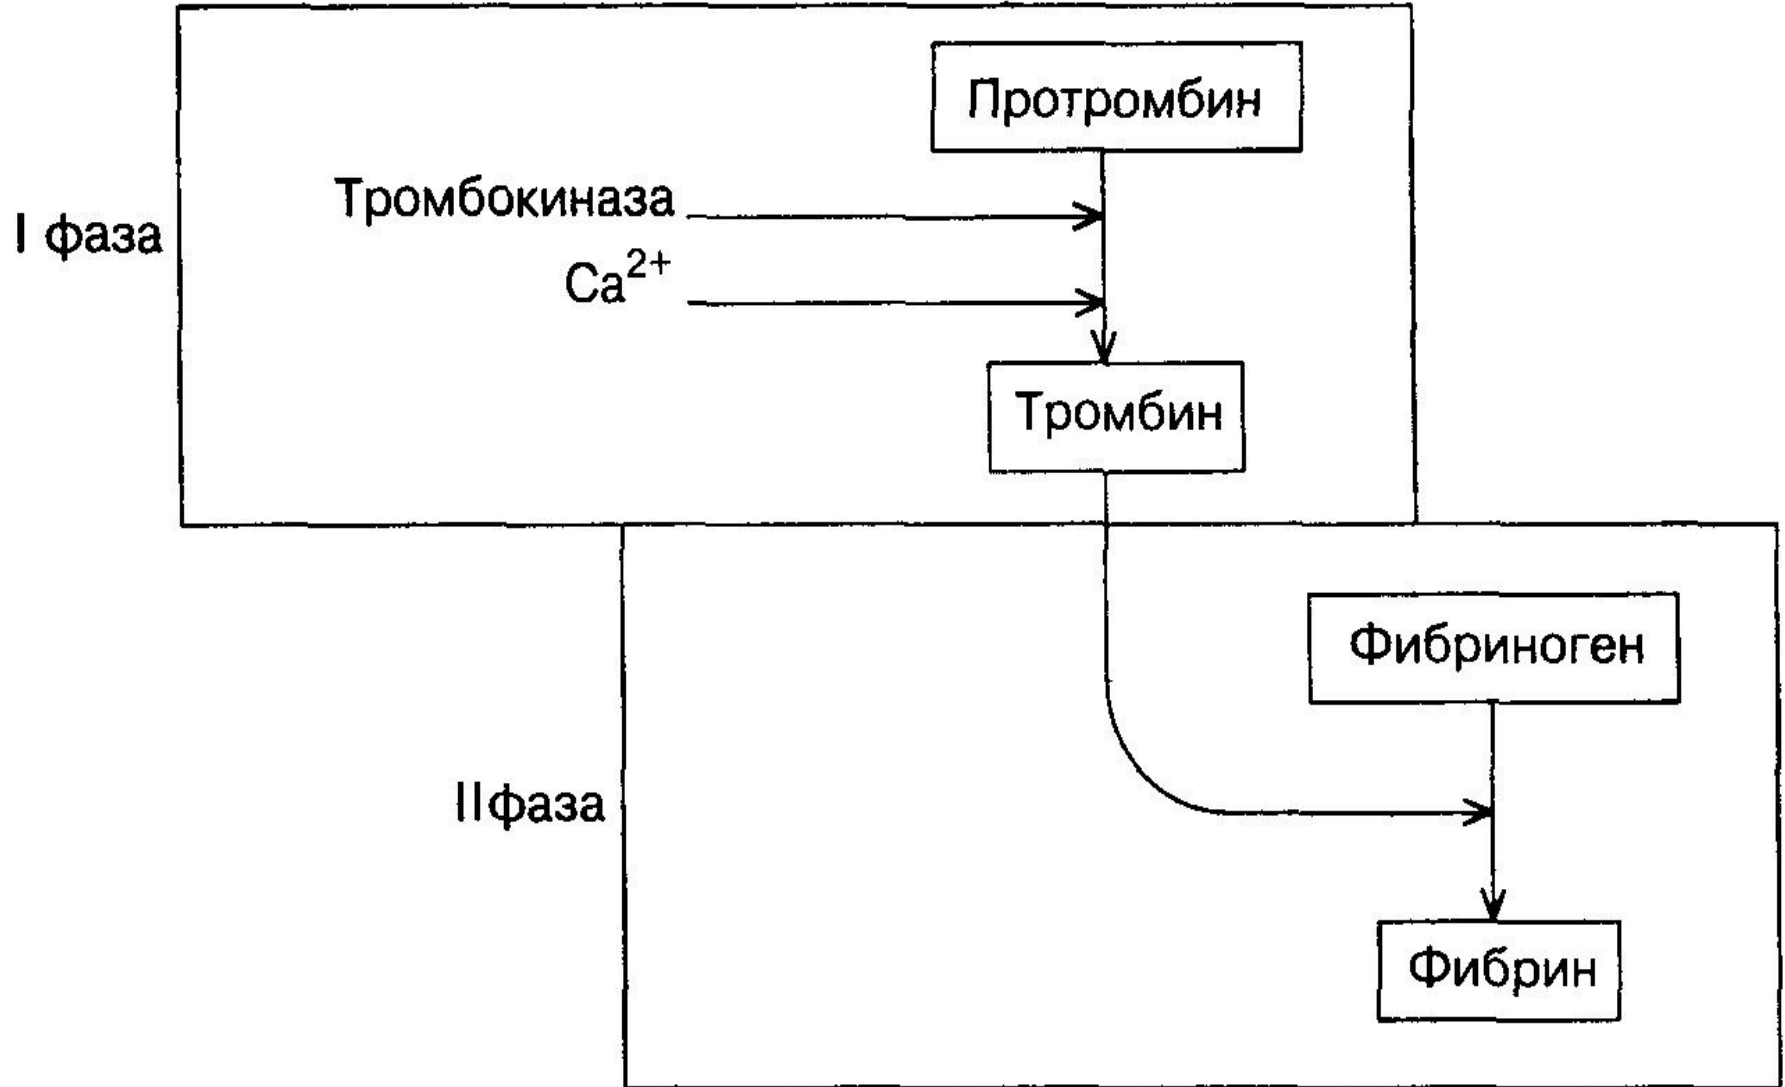 Протромбин
Тромбокиназа
I фаза
Ca²⁺
Тромбин
Фибриноген
IIфаза
Фибрин